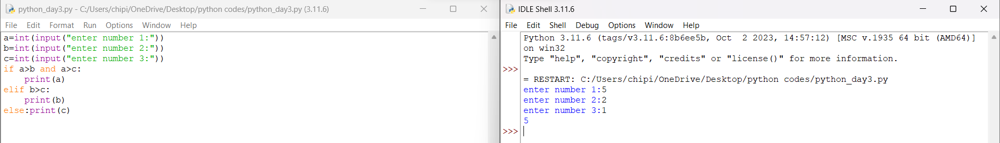 python_day3.py - C:/Users/chipi/OneDrive/Desktop/python codes/python_day3.py (3.11.6)
File Edit Format Run Options Window Help
a=int(input("enter number 1:"))
b=int(input("enter number 2:"))
c=int(input("enter number 3:"))
if a>b and a>c:
    print(a)
elif b>c:
    print(b)
else:print(c)
IDLE Shell 3.11.6
File Edit Shell Debug Options Window Help
Python 3.11.6 (tags/v3.11.6:8b6ee5b, Oct  2 2023, 14:57:12) [MSC v.1935 64 bit (AMD64)]
on win32
Type "help", "copyright", "credits" or "license()" for more information.
>>>
= RESTART: C:/Users/chipi/OneDrive/Desktop/python codes/python_day3.py
enter number 1:5
enter number 2:2
enter number 3:1
5
>>>